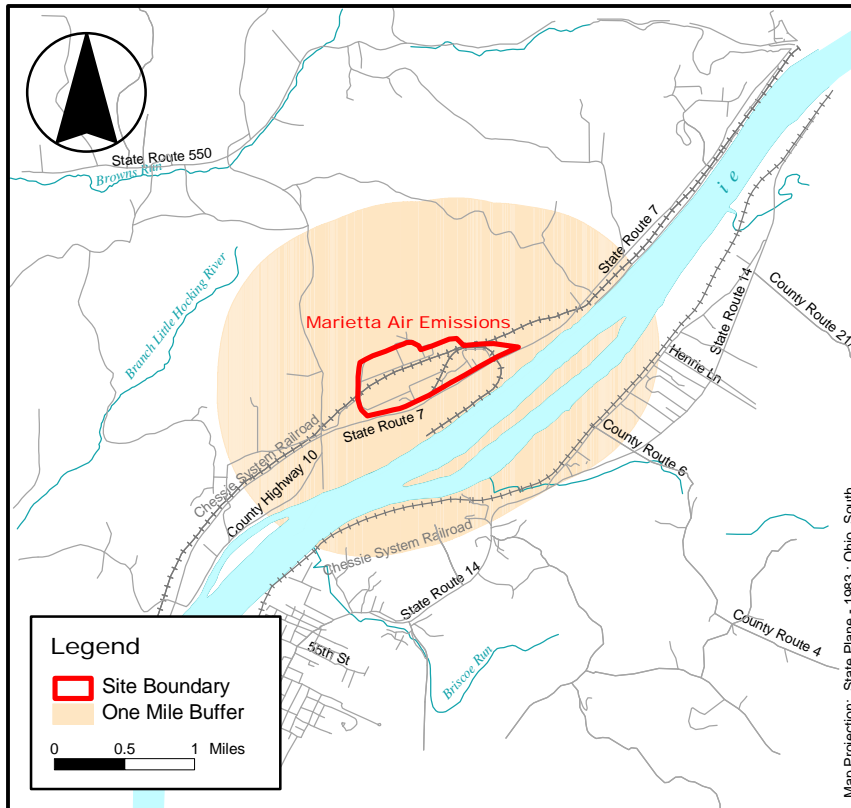 State Route 550
Browns Run
i e
State Route 7
Branch Little Hocking River
State Route 14
County Route 21
Marietta Air Emissions
Henrie Ln
State Route 7
Chessie System Railroad
County Highway 10
County Route 6
Chessie System Railroad
State Route 14
55th St
Briscoe Run
County Route 4
Map Projection: State Plane - 1983 : Ohio South
Legend
Site Boundary
One Mile Buffer
0 0.5 1 Miles